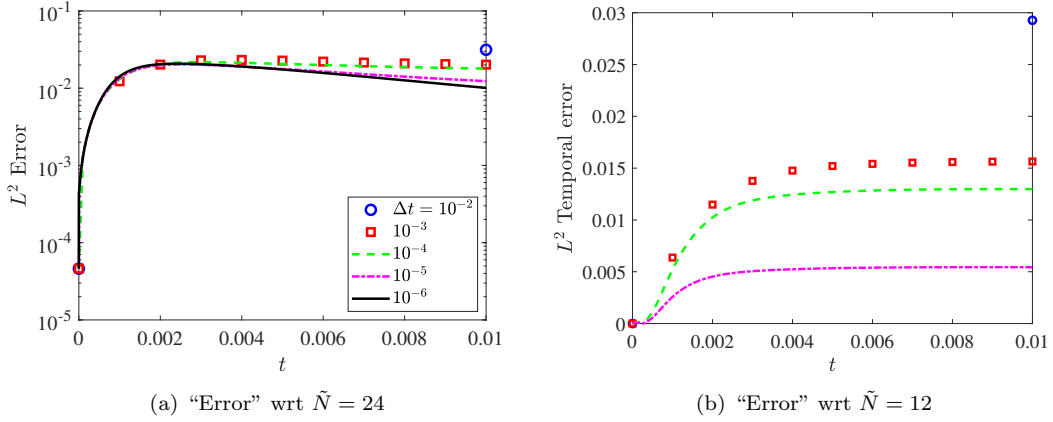 10^{-1}
10^{-2}
10^{-3}
10^{-4}
10^{-5}
L^2 Error
0 0.002 0.004 0.006 0.008 0.01
t
Δt = 10^{-2}
10^{-3}
10^{-4}
10^{-5}
10^{-6}
(a) “Error” wrt Ñ = 24
0.03
0.025
0.02
0.015
0.01
0.005
0
L^2 Temporal error
0 0.002 0.004 0.006 0.008 0.01
t
(b) “Error” wrt Ñ = 12